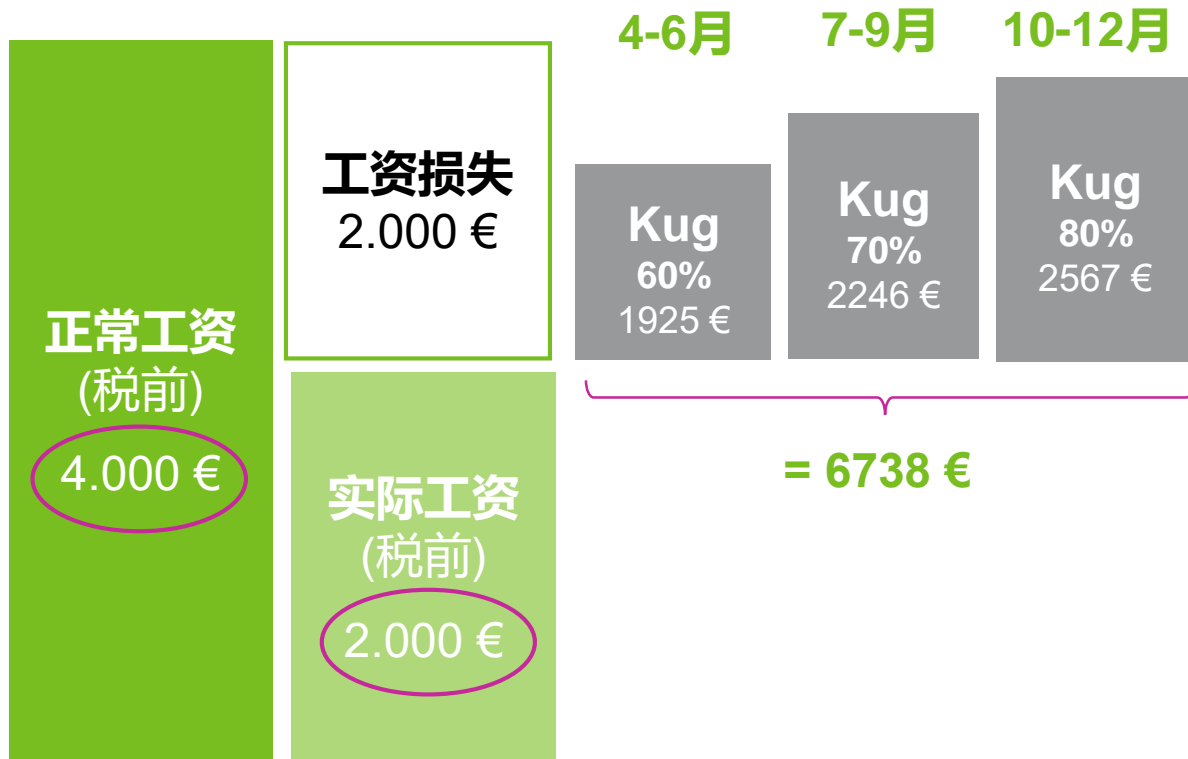 4-6月
7-9月
10-12月
正常工资
(税前)
4.000 €
工资损失
2.000 €
实际工资
(税前)
2.000 €
Kug
60%
1925 €
Kug
70%
2246 €
Kug
80%
2567 €
= 6738 €